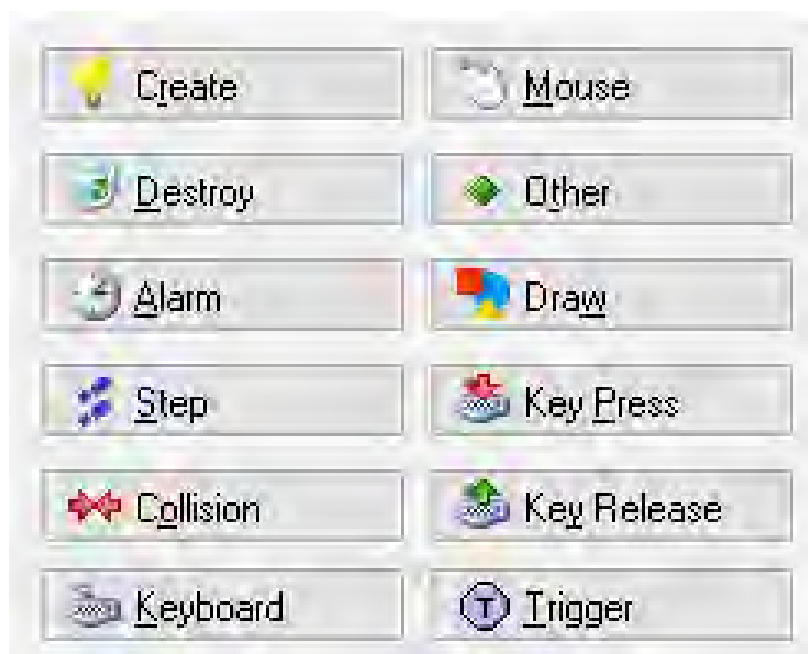 Create
Mouse
Destroy
Other
Alarm
Draw
Step
Key Press
Collision
Key Release
Keyboard
T Trigger